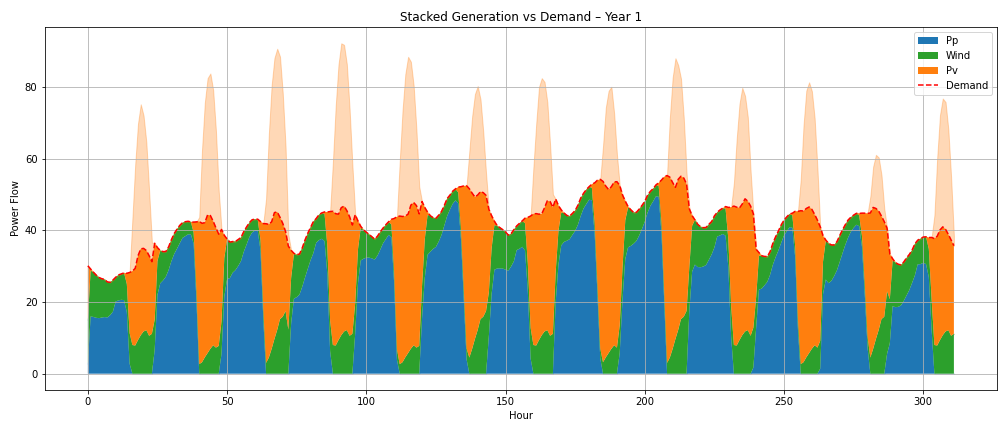 Stacked Generation vs Demand – Year 1
Power Flow
80
60
40
20
0
0 50 100 150 200 250 300
Hour
Pp
Wind
Pv
Demand